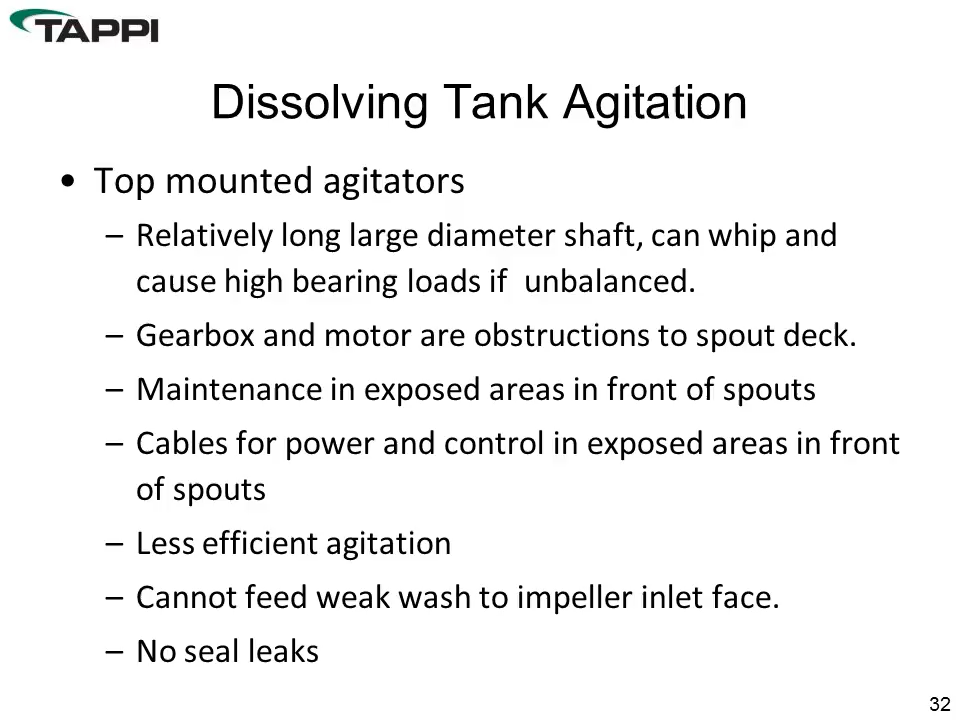 TAPPI
Dissolving Tank Agitation
• Top mounted agitators
– Relatively long large diameter shaft, can whip and
cause high bearing loads if  unbalanced.
– Gearbox and motor are obstructions to spout deck.
– Maintenance in exposed areas in front of spouts
– Cables for power and control in exposed areas in front
of spouts
– Less efficient agitation
– Cannot feed weak wash to impeller inlet face.
– No seal leaks
32